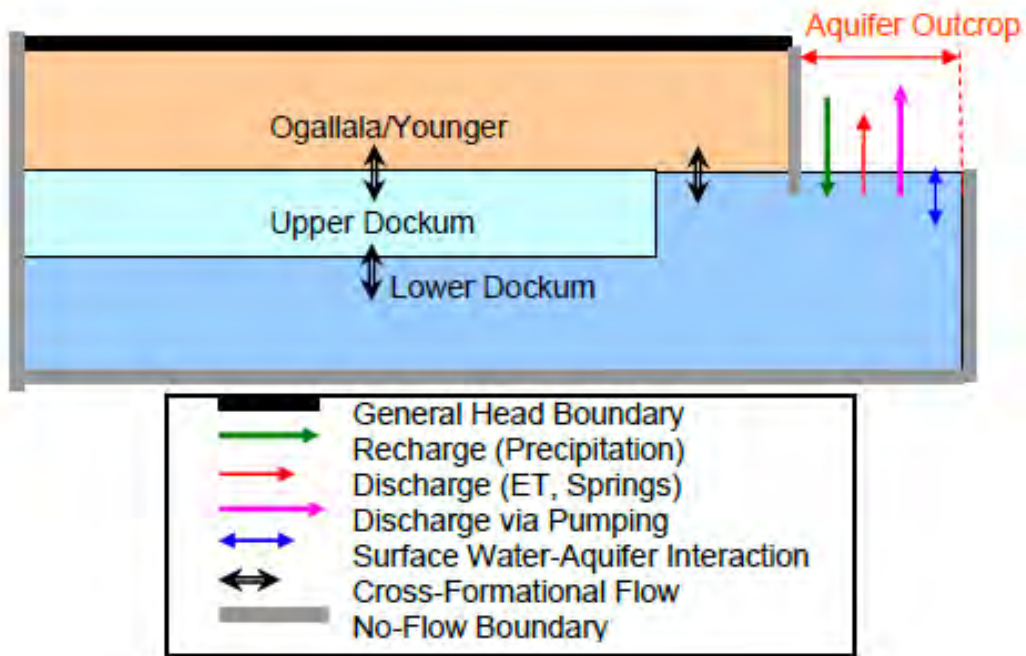 Aquifer Outcrop
Ogallala/Younger
Upper Dockum
Lower Dockum
General Head Boundary
Recharge (Precipitation)
Discharge (ET, Springs)
Discharge via Pumping
Surface Water-Aquifer Interaction
Cross-Formational Flow
No-Flow Boundary